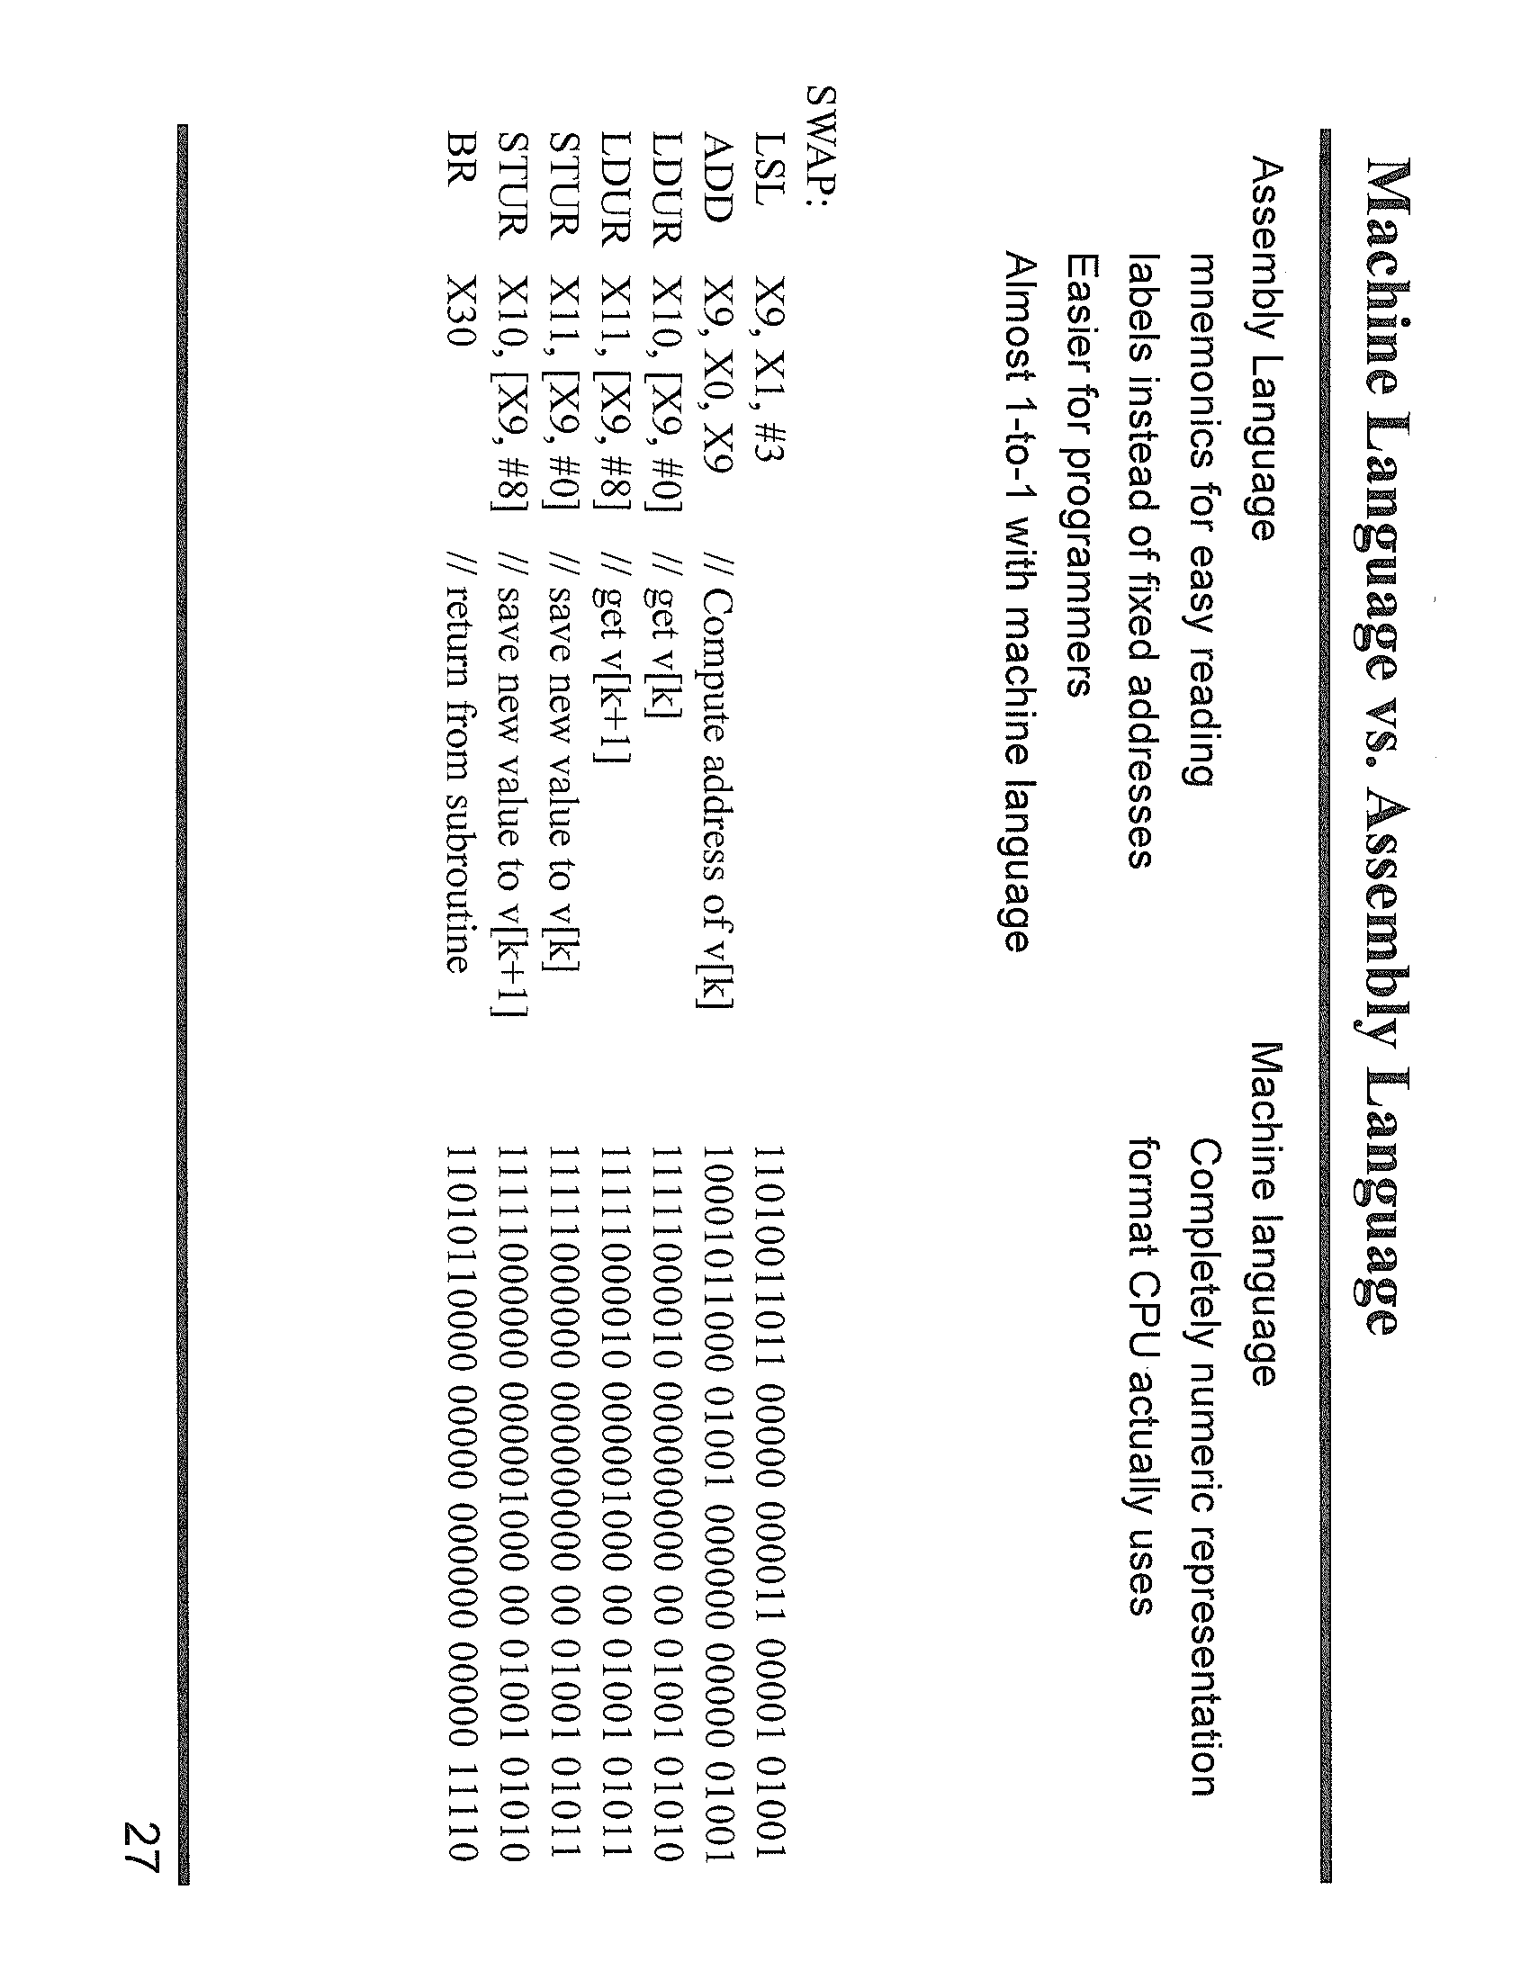 Machine Language vs. Assembly Language
Assembly Language
mnemonics for easy reading
labels instead of fixed addresses
Easier for programmers
Almost 1-to-1 with machine language
Machine language
Completely numeric representation
format CPU actually uses
SWAP:
LSL X9, X1, #3 11010011011 00000 000011 00001 01001
ADD X9, X0, X9 // Compute address of v[k] 10001011000 01001 000000 00000 01001
LDUR X10, [X9, #0] // get v[k] 11111000010 000000000 00 01001 01010
LDUR X11, [X9, #8] // get v[k+1] 11111000010 000001000 00 01001 01011
STUR X11, [X9, #0] // save new value to v[k] 11111000000 000000000 00 01001 01011
STUR X10, [X9, #8] // save new value to v[k+1] 11111000000 000001000 00 01001 01010
BR X30 // return from subroutine 11010110000 00000 000000 00000 11110
27